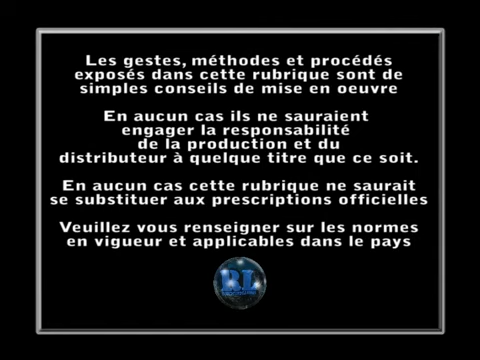 Les gestes, méthodes et procédés
exposés dans cette rubrique sont de
simples conseils de mise en oeuvre
En aucun cas ils ne sauraient
engager la responsabilité
de la production et du
distributeur à quelque titre que ce soit.
En aucun cas cette rubrique ne saurait
se substituer aux prescriptions officielles
Veuillez vous renseigner sur les normes
en vigueur et applicables dans le pays
RL